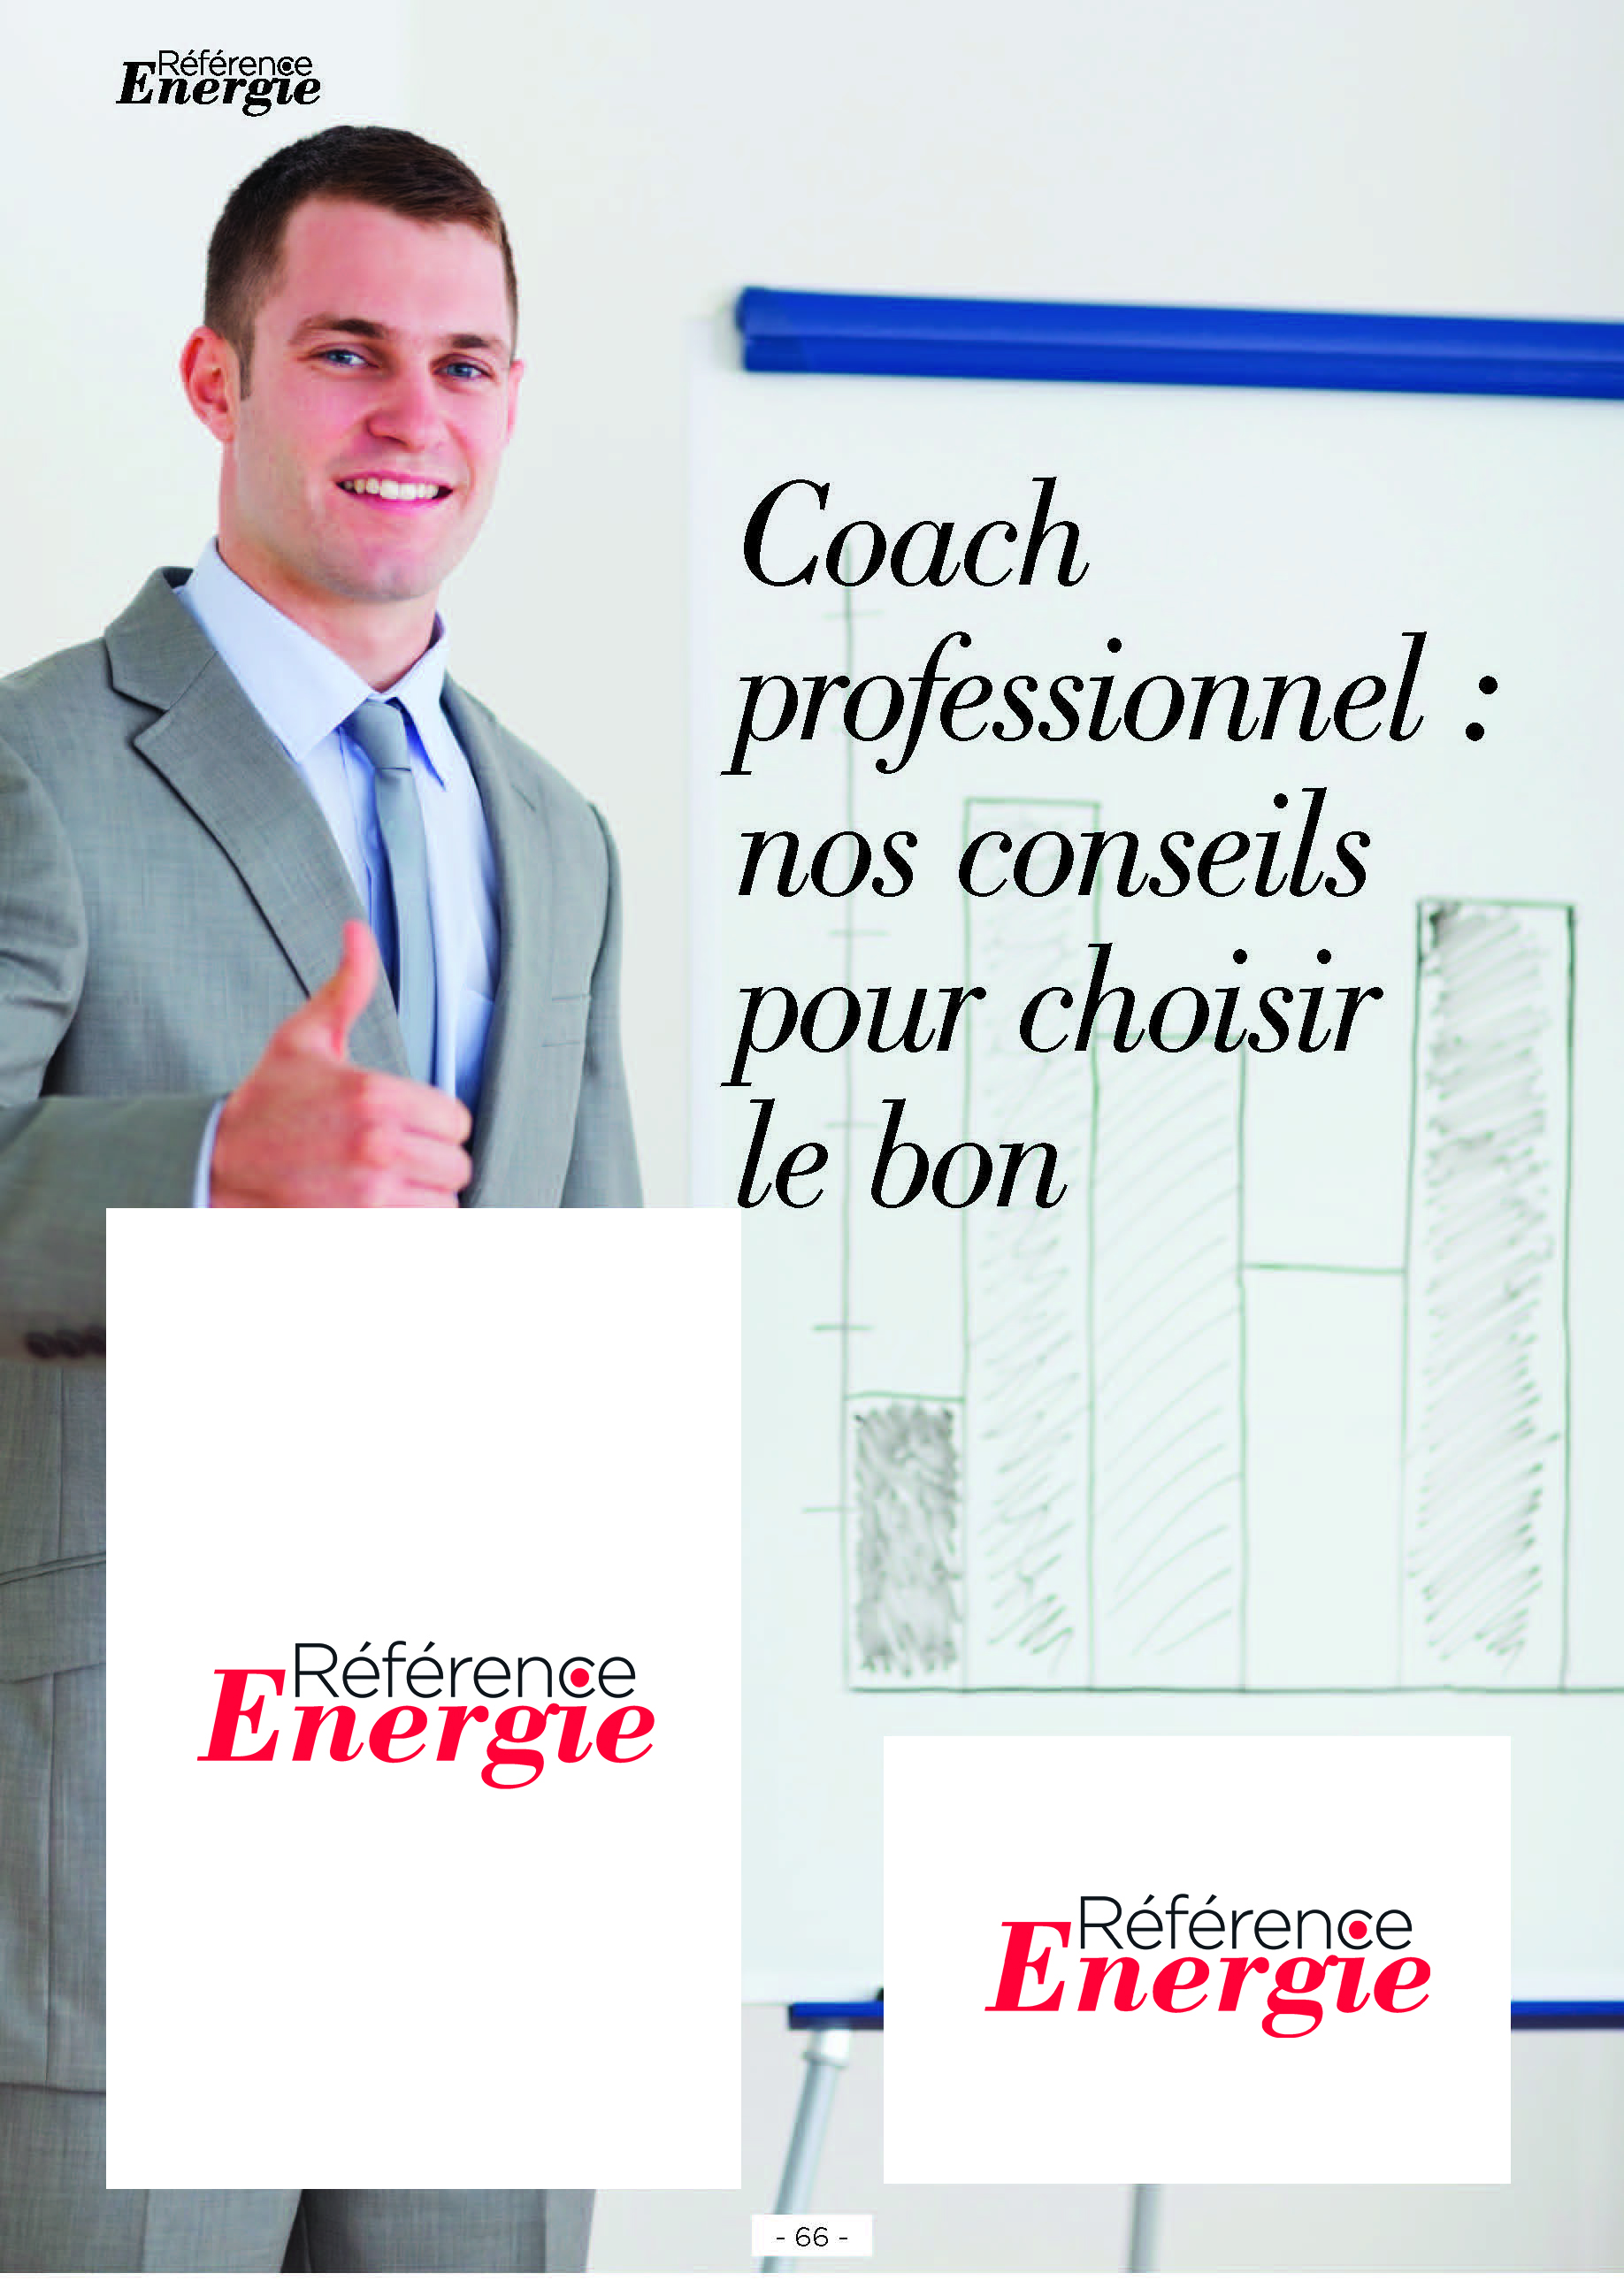 Référence
Energie
Coach
professionnel :
nos conseils
pour choisir
le bon
Référence
Energie
Référence
Energie
- 66 -